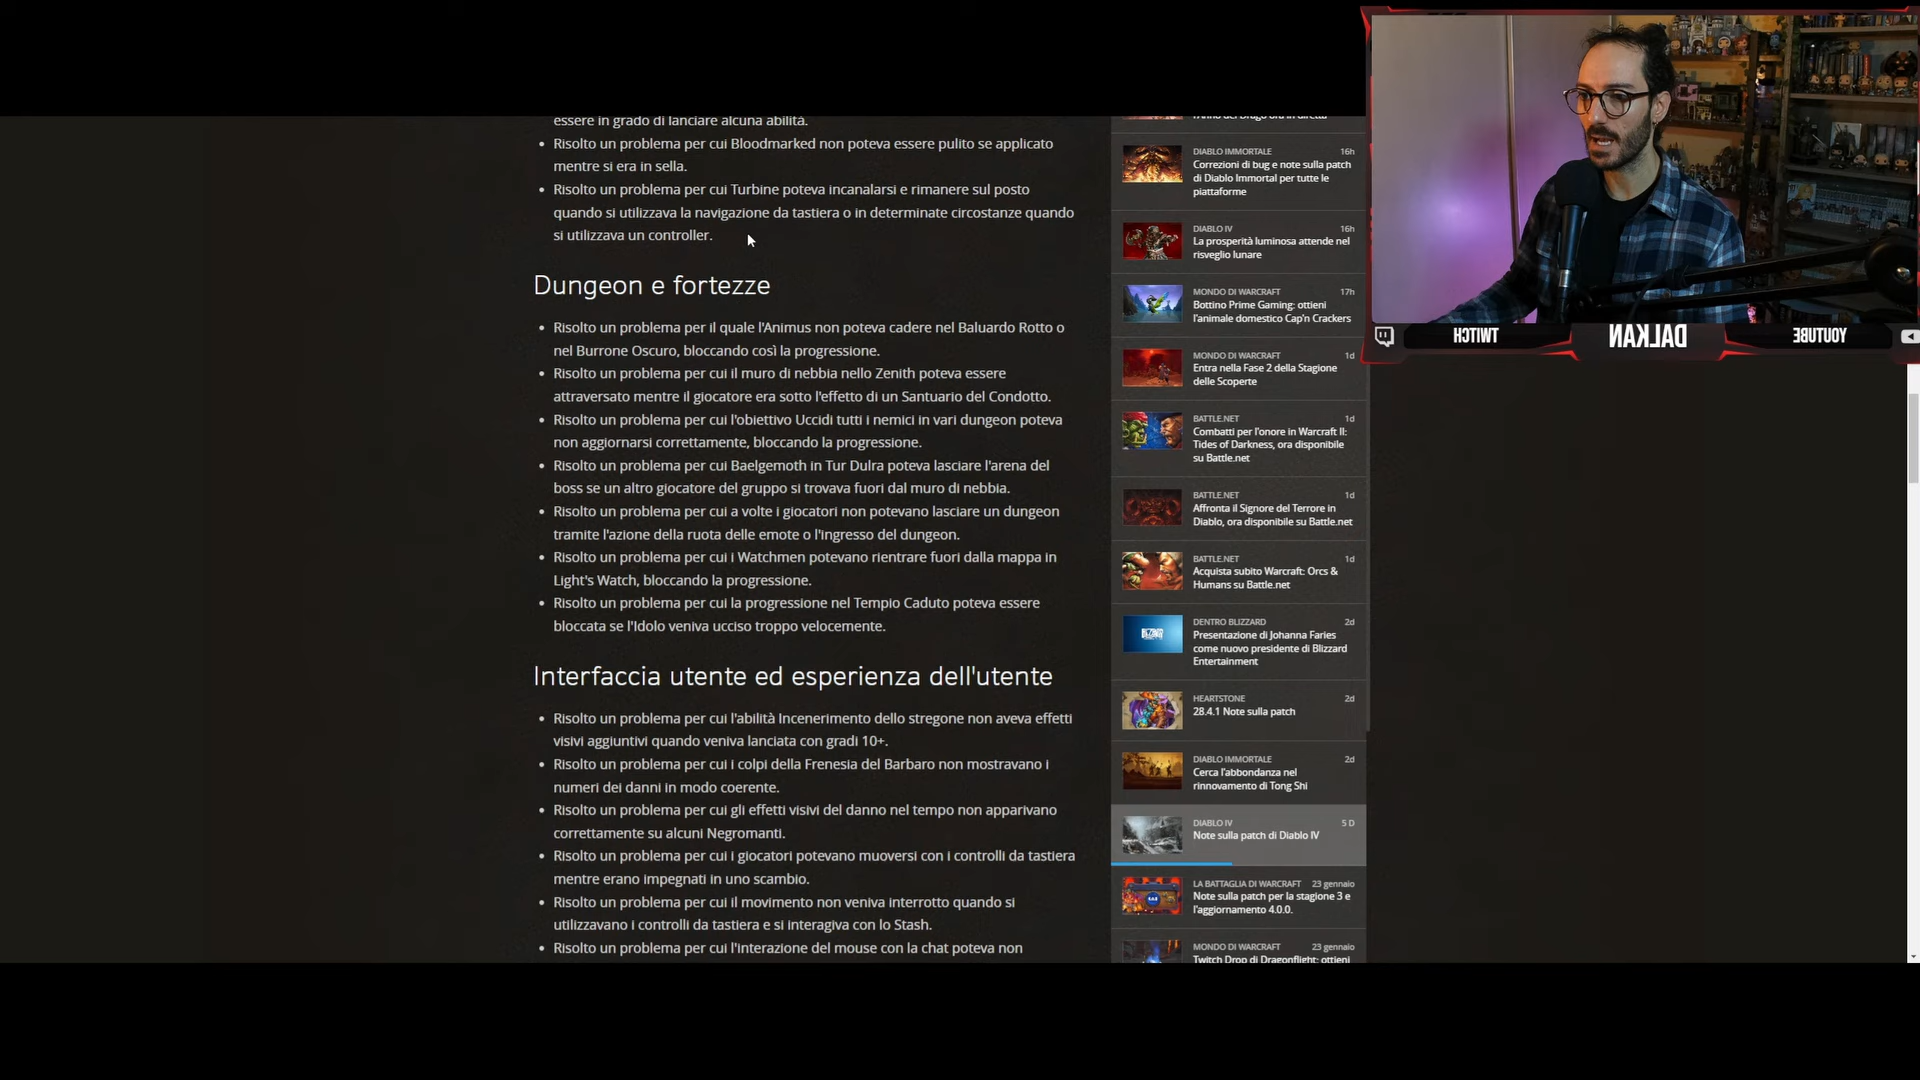 essere in grado di lanciare alcuna abilità.
• Risolto un problema per cui Bloodmarked non poteva essere pulito se applicato
mentre si era in sella.
• Risolto un problema per cui Turbine poteva incanalarsi e rimanere sul posto
quando si utilizzava la navigazione da tastiera o in determinate circostanze quando
si utilizzava un controller.
Dungeon e fortezze
• Risolto un problema per il quale l'Animus non poteva cadere nel Baluardo Rotto o
nel Burrone Oscuro, bloccando così la progressione.
• Risolto un problema per cui il muro di nebbia nello Zenith poteva essere
attraversato mentre il giocatore era sotto l'effetto di un Santuario del Condotto.
• Risolto un problema per cui l'obiettivo Uccidi tutti i nemici in vari dungeon poteva
non aggiornarsi correttamente, bloccando la progressione.
• Risolto un problema per cui Baelgemoth in Tur Dulra poteva lasciare l'arena del
boss se un altro giocatore del gruppo si trovava fuori dal muro di nebbia.
• Risolto un problema per cui a volte i giocatori non potevano lasciare un dungeon
tramite l'azione della ruota delle emote o l'ingresso del dungeon.
• Risolto un problema per cui i Watchmen potevano rientrare fuori dalla mappa in
Light's Watch, bloccando la progressione.
• Risolto un problema per cui la progressione nel Tempio Caduto poteva essere
bloccata se l'Idolo veniva ucciso troppo velocemente.
Interfaccia utente ed esperienza dell'utente
• Risolto un problema per cui l'abilità Incenerimento dello stregone non aveva effetti
visivi aggiuntivi quando veniva lanciata con gradi 10+.
• Risolto un problema per cui i colpi della Frenesia del Barbaro non mostravano i
numeri dei danni in modo coerente.
• Risolto un problema per cui gli effetti visivi del danno nel tempo non apparivano
correttamente su alcuni Negromanti.
• Risolto un problema per cui i giocatori potevano muoversi con i controlli da tastiera
mentre erano impegnati in uno scambio.
• Risolto un problema per cui il movimento non veniva interrotto quando si
utilizzavano i controlli da tastiera e si interagiva con lo Stash.
• Risolto un problema per cui l'interazione del mouse con la chat poteva non
DIABLO IMMORTALE 16h
Correzioni di bug e note sulla patch
di Diablo Immortal per tutte le
piattaforme
DIABLO IV 16h
La prosperità luminosa attende nel
risveglio lunare
MONDO DI WARCRAFT 17h
Bottino Prime Gaming: ottieni
l'animale domestico Cap'n Crackers
MONDO DI WARCRAFT 1d
Entra nella Fase 2 della Stagione
delle Scoperte
BATTLE.NET 1d
Combatti per l'onore in Warcraft II:
Tides of Darkness, ora disponibile
su Battle.net
BATTLE.NET 1d
Affronta il Signore del Terrore in
Diablo, ora disponibile su Battle.net
BATTLE.NET 1d
Acquista subito Warcraft: Orcs &
Humans su Battle.net
DENTRO BLIZZARD 2d
Presentazione di Johanna Faries
come nuovo presidente di Blizzard
Entertainment
HEARTSTONE 2d
28.4.1 Note sulla patch
DIABLO IMMORTALE 2d
Cerca l'abbondanza nel
rinnovamento di Tong Shi
DIABLO IV 5 D
Note sulla patch di Diablo IV
LA BATTAGLIA DI WARCRAFT 23 gennaio
Note sulla patch per la stagione 3 e
l'aggiornamento 4.0.0.
MONDO DI WARCRAFT 23 gennaio
Twitch Drop di Dragonflight: ottieni
TWITCH
DALKAN
YOUTUBE